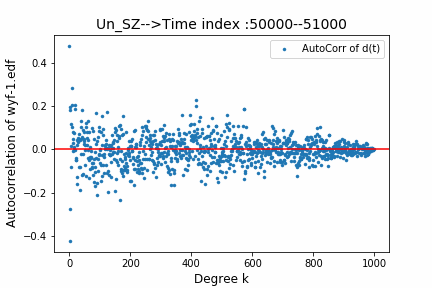 Un_SZ-->Time index :50000--51000
AutoCorr of d(t)
Autocorrelation of wyf-1.edf
0.4
0.2
0.0
−0.2
−0.4
0 200 400 600 800 1000
Degree k